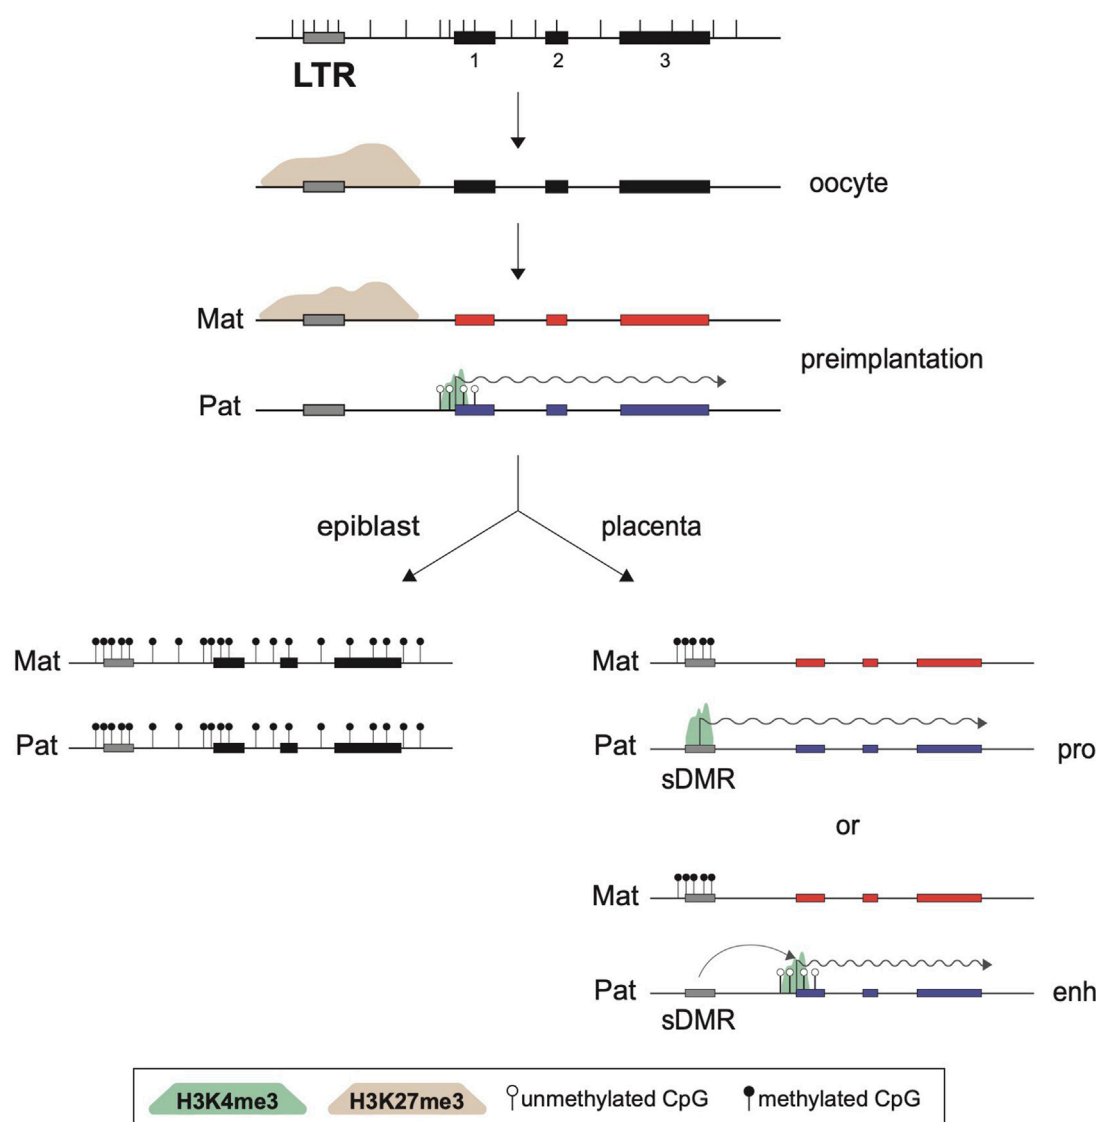 1 2 3
LTR
oocyte
Mat
preimplantation
Pat
epiblast placenta
Mat Mat
Pat Pat pro
sDMR
or
Mat
Pat enh
sDMR
H3K4me3 H3K27me3 unmethylated CpG methylated CpG